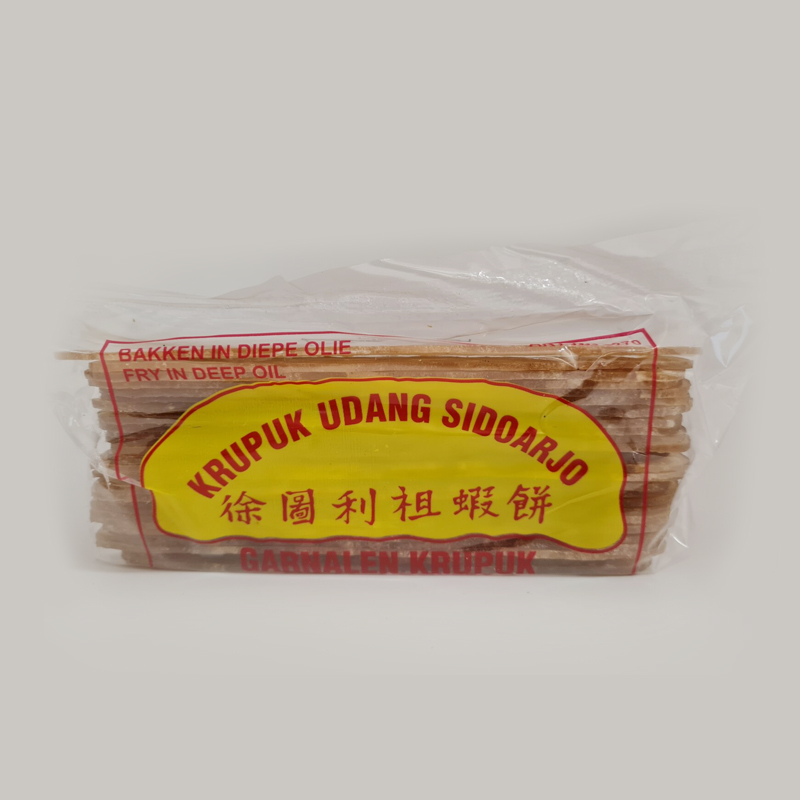 BAKKEN IN DIEPE OLIE
FRY IN DEEP OIL
KRUPUK UDANG SIDOARJO
徐圖利祖蝦餅
GARNALEN KRUPUK